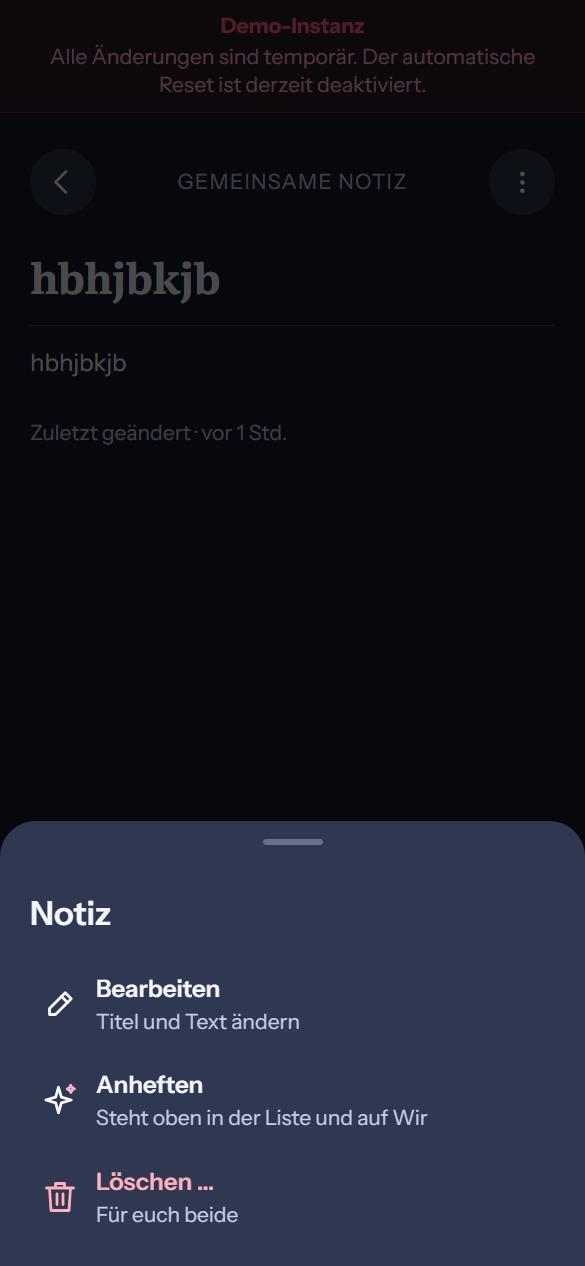 Demo-Instanz
Alle Änderungen sind temporär. Der automatische
Reset ist derzeit deaktiviert.
GEMEINSAME NOTIZ
hbhjbkjb
hbhjbkjb
Zuletzt geändert · vor 1 Std.
Notiz
Bearbeiten
Titel und Text ändern
Anheften
Steht oben in der Liste und auf Wir
Löschen ...
Für euch beide